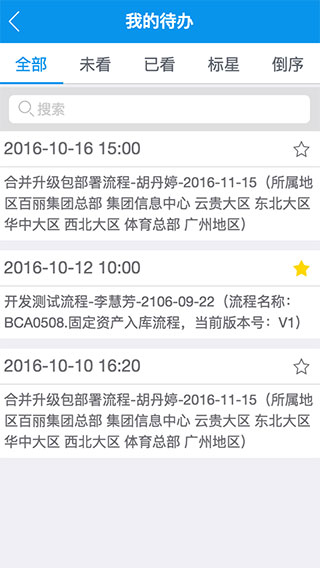 我的待办
全部 未看 已看 标星 倒序
搜索
2016-10-16 15:00
合并升级包部署流程-胡丹婷-2016-11-15（所属地
区百丽集团总部 集团信息中心 云贵大区 东北大区
华中大区 西北大区 体育总部 广州地区）
2016-10-12 10:00
开发测试流程-李慧芳-2106-09-22（流程名称：
BCA0508.固定资产入库流程，当前版本号：V1）
2016-10-10 16:20
合并升级包部署流程-胡丹婷-2016-11-15（所属地
区百丽集团总部 集团信息中心 云贵大区 东北大区
华中大区 西北大区 体育总部 广州地区）